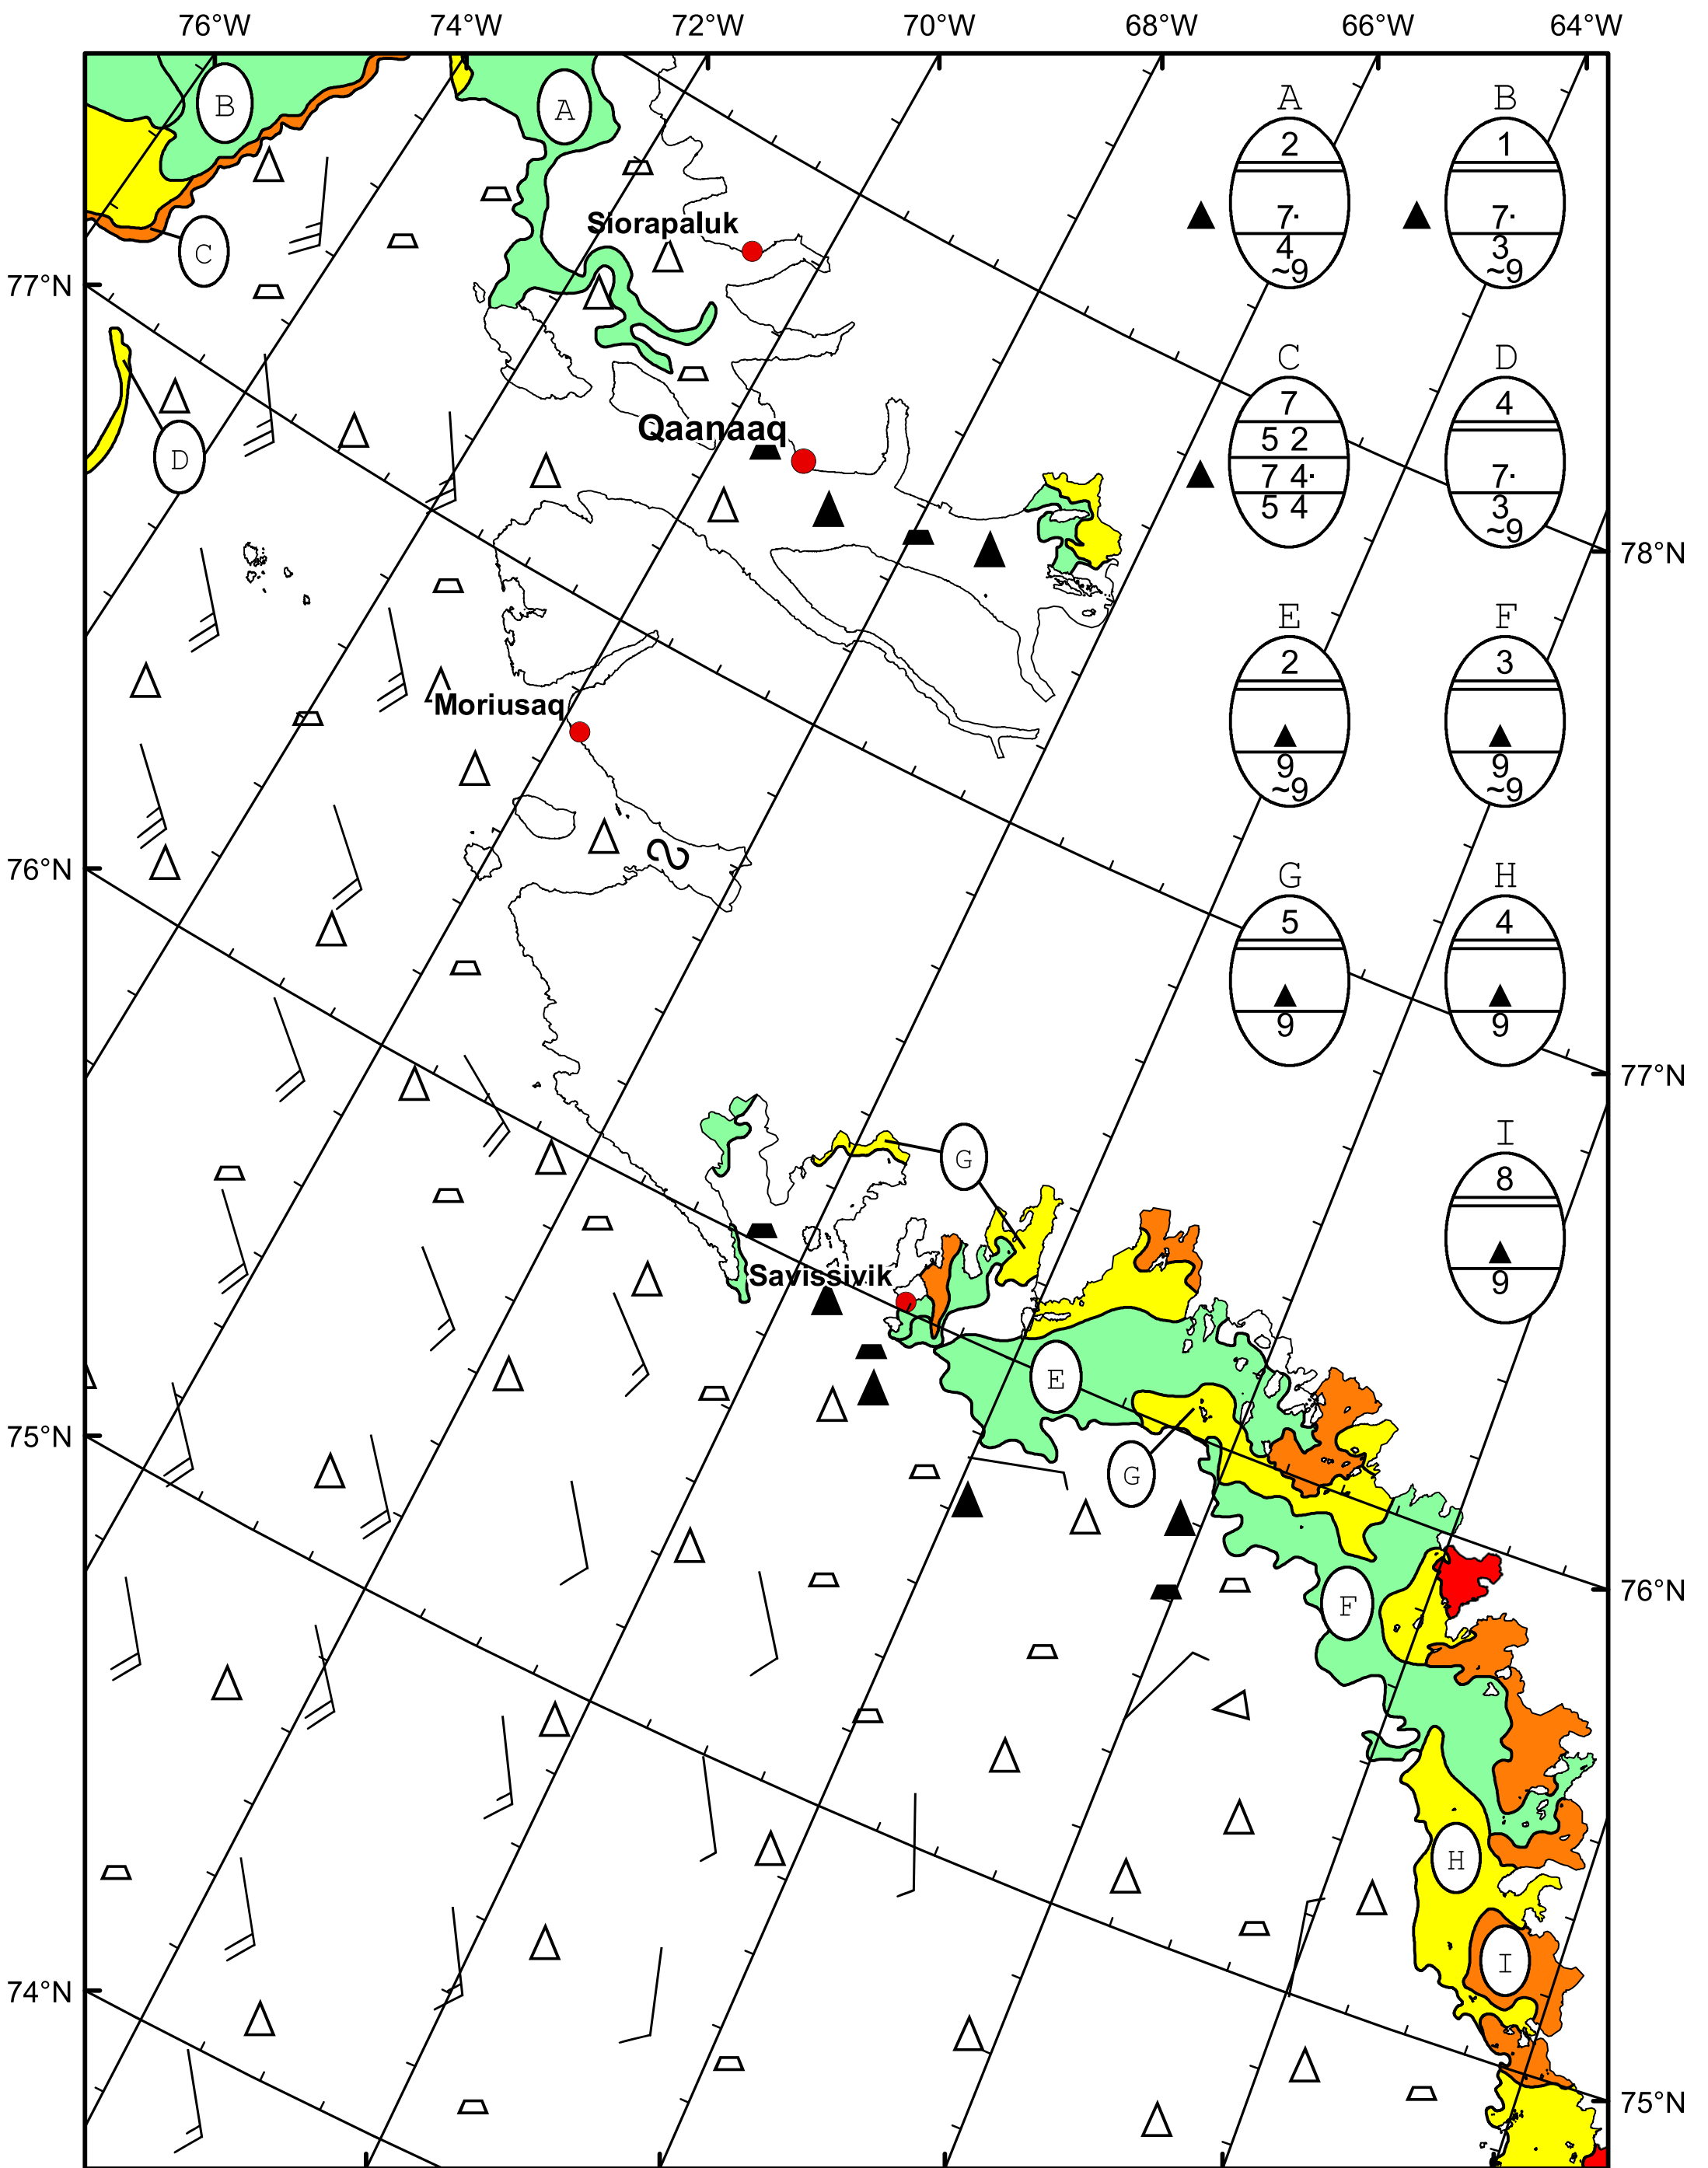 76°W 74°W 72°W 70°W 68°W 66°W 64°W
A B
B A
2 1
Siorapaluk
7· 7·
C
4 3
~9 ~9
77°N
C D
7 4
Qaanaaq
5 2
D
7 4· 7·
5 4 3
~9
78°N
E F
2 3
Moriusaq
9 9
~9 ~9
76°N
G H
5 4
9 9
77°N
I
G
8
Savissivik
9
E
75°N
G
76°N
F
H
I
74°N
75°N